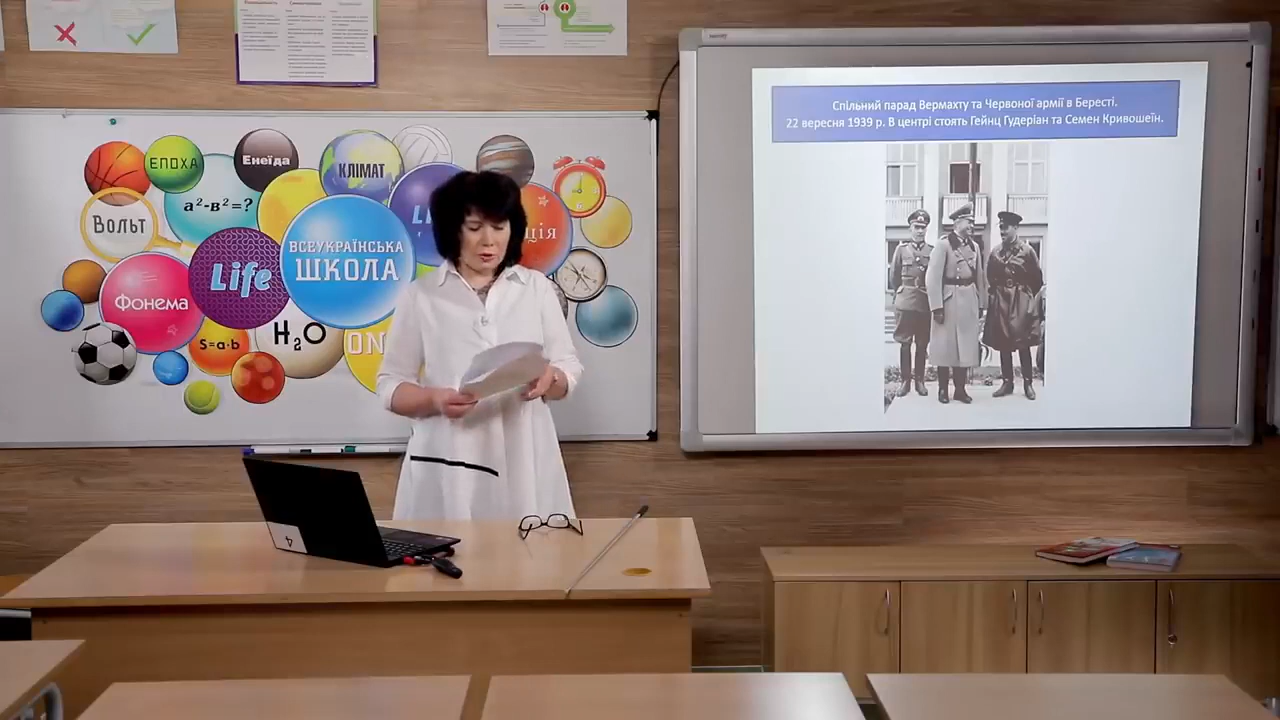 Спільний парад Вермахту та Червоної армії в Бересті.
22 вересня 1939 р. В центрі стоять Гейнц Гудеріан та Семен Кривошеїн.
ЕПОХА
Енеїда
КЛІМАТ
Вольт
a²-в²=?
ВСЕУКРАЇНСЬКА
ШКОЛА
Life
Фонема
H₂O
S=a·b
ON
Li
ція